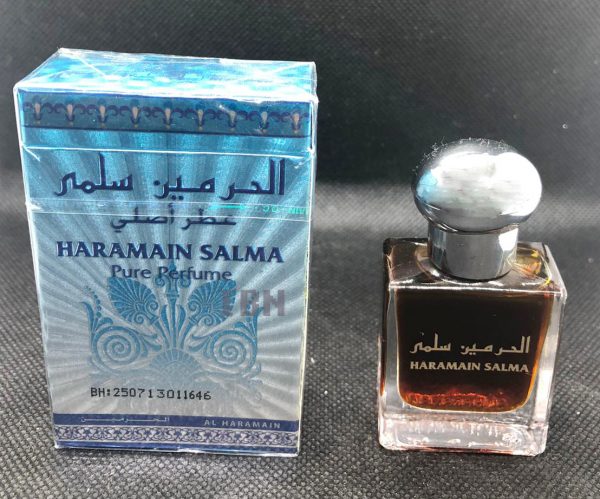 الحرمين سلمى
عطر أصلي
HARAMAIN SALMA
Pure Perfume
BH:250713011646
الحرمين
AL HARAMAIN
الحرمين سلمى
HARAMAIN SALMA